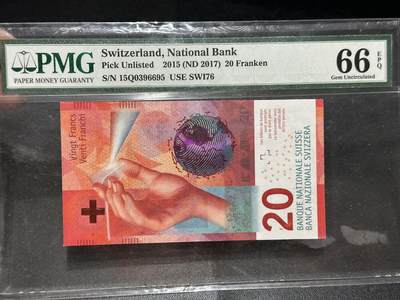 PMG
PAPER MONEY GUARANTY
Switzerland, National Bank
Pick Unlisted 2015 (ND 2017) 20 Franken
S/N 15Q0396695 USE SWI76
66 EPQ
Gem Uncirculated
Vingt Francs
Venti Franchi
20
BANQUE NATIONALE SUISSE
BANCA NAZIONALE SVIZZERA